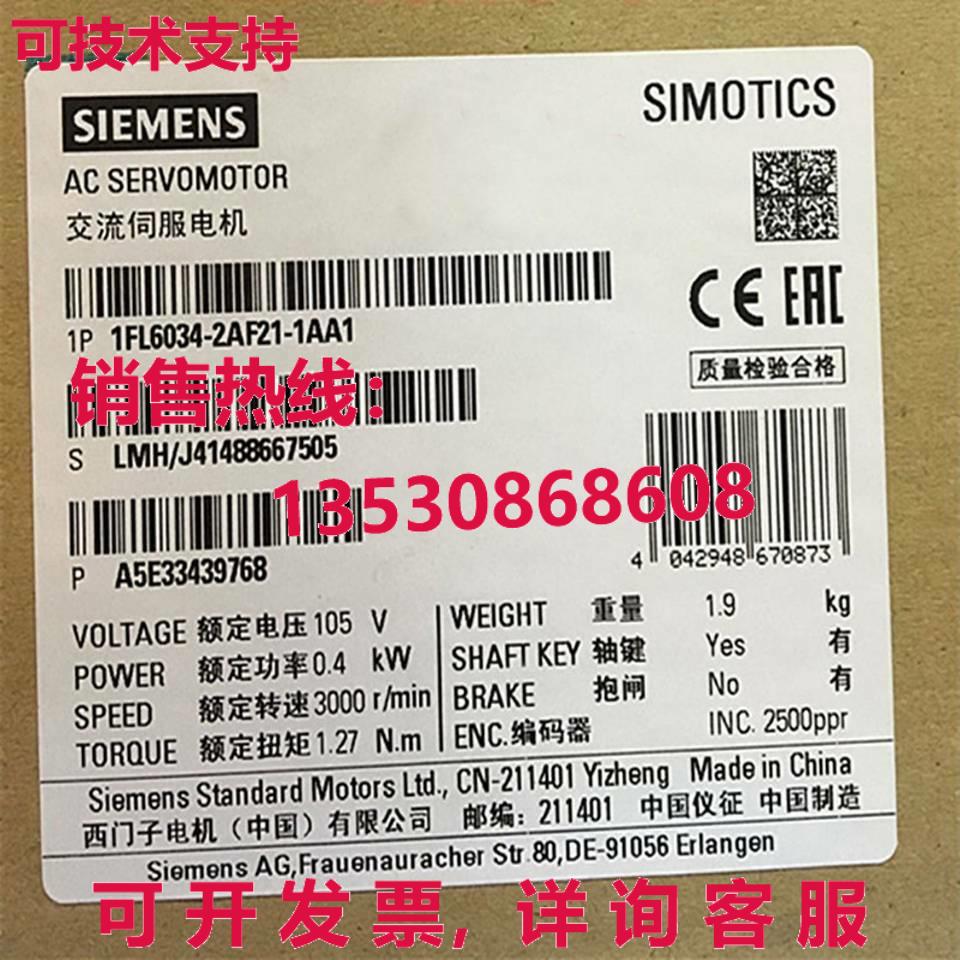 可技术支持
SIEMENS
SIMOTICS
AC SERVOMOTOR
交流伺服电机
1P 1FL6034-2AF21-1AA1
CE EAC
质量检验合格
销售热线:
S LMH/J41488667505
13530868608
P A5E33439768
4 042948 670873
VOLTAGE 额定电压 105 V
POWER 额定功率 0.4 kW
SPEED 额定转速 3000 r/min
TORQUE 额定扭矩 1.27 N.m
WEIGHT 重量 1.9 kg
SHAFT KEY 轴键 Yes 有
BRAKE 抱闸 No 有
ENC. 编码器 INC. 2500ppr
Siemens Standard Motors Ltd., CN-211401 Yizheng Made in China
西门子电机（中国）有限公司 邮编: 211401 中国仪征 中国制造
Siemens AG,Frauenauracher Str.80,DE-91056 Erlangen
可开发票, 详询客服